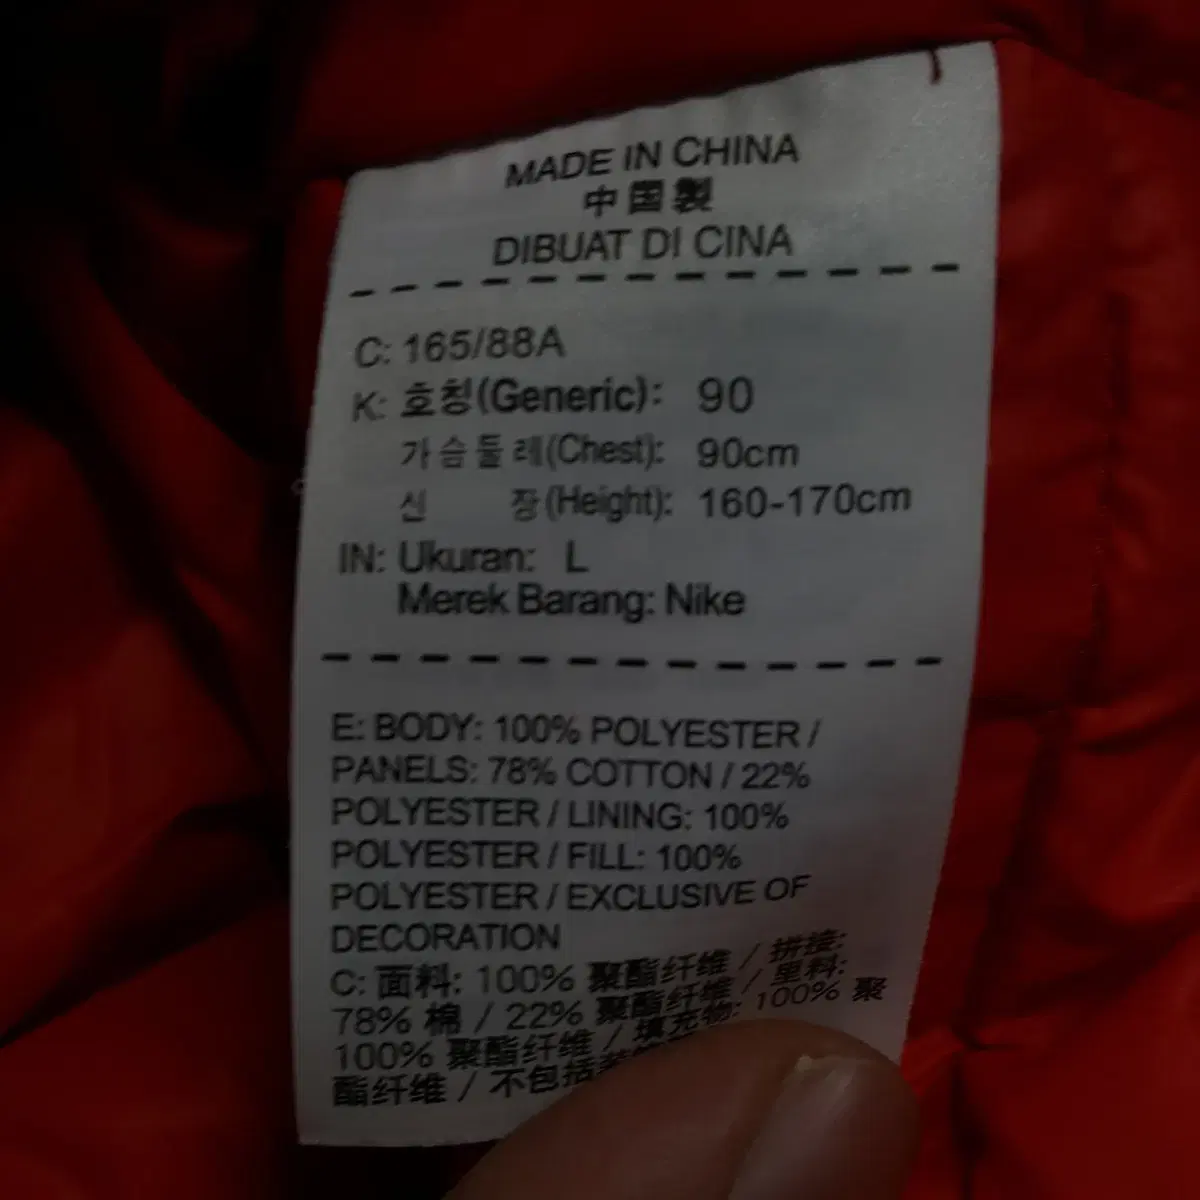 MADE IN CHINA
中国製
DIBUAT DI CINA
C: 165/88A
K: 호칭(Generic): 90
가슴둘레(Chest): 90cm
신 장(Height): 160-170cm
IN: Ukuran: L
Merek Barang: Nike
E: BODY: 100% POLYESTER /
PANELS: 78% COTTON / 22%
POLYESTER / LINING: 100%
POLYESTER / FILL: 100%
POLYESTER / EXCLUSIVE OF
DECORATION
C: 面料: 100% 聚酯纤维 / 拼接:
78% 棉 / 22% 聚酯纤维 / 里料:
100% 聚酯纤维 / 填充物: 100% 聚
酯纤维 / 不包括